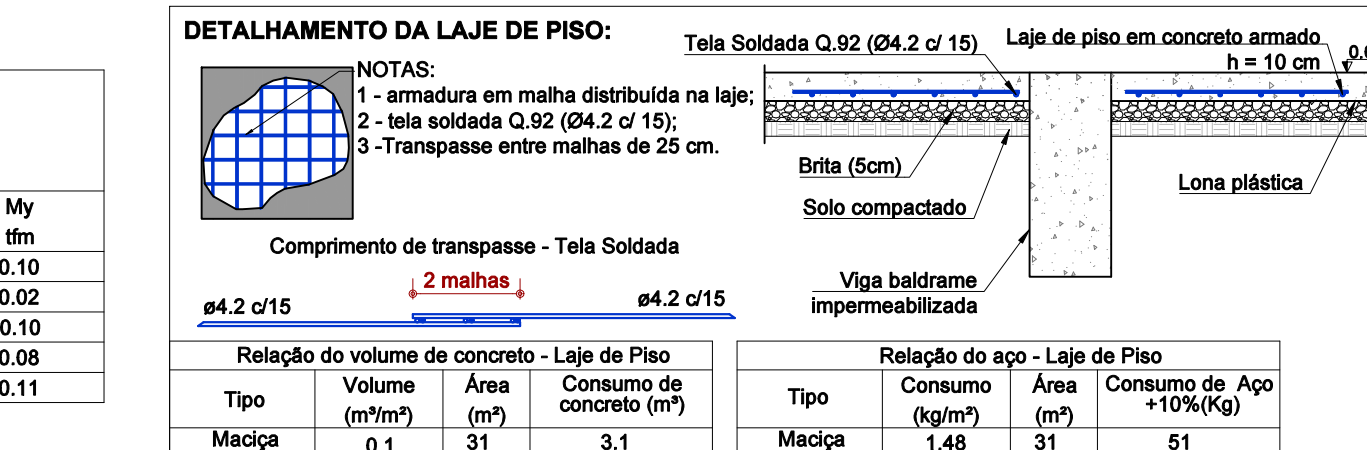 My
tfm
0.10
0.02
0.10
0.08
0.11
DETALHAMENTO DA LAJE DE PISO:
NOTAS:
1 - armadura em malha distribuída na laje;
2 - tela soldada Q.92 (Ø4.2 c/ 15);
3 -Transpasse entre malhas de 25 cm.
Tela Soldada Q.92 (Ø4.2 c/ 15)
Laje de piso em concreto armado
h = 10 cm
Brita (5cm)
Solo compactado
Lona plástica
Viga baldrame
impermeabilizada
Comprimento de transpasse - Tela Soldada
2 malhas
ø4.2 c/15
ø4.2 c/15
Relação do volume de concreto - Laje de Piso
Tipo
Volume
(m³/m²)
Área
(m²)
Consumo de
concreto (m³)
Maciça
0.1
31
3.1
Relação do aço - Laje de Piso
Tipo
Consumo
(kg/m²)
Área
(m²)
Consumo de Aço
+10%(Kg)
Maciça
1.48
31
51